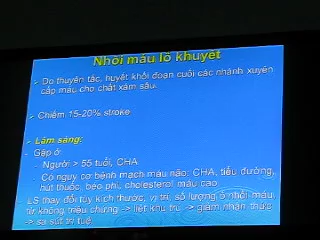 Nhồi máu lỗ khuyết
Do thuyên tắc, huyết khối đoạn cuối các nhánh xuyên
cấp máu cho chất xám sâu.
Chiếm 15-20% stroke
Lâm sàng:
- Gặp ở:
- Người > 55 tuổi, CHA
- Có nguy cơ bệnh mạch máu não: CHA, tiểu đường,
hút thuốc, béo phì, cholesterol máu cao
LS thay đổi tùy kích thước, vị trí, số lượng ổ nhồi máu
từ không triệu chứng -> liệt khu trú -> giảm nhận thức
-> sa sút trí tuệ